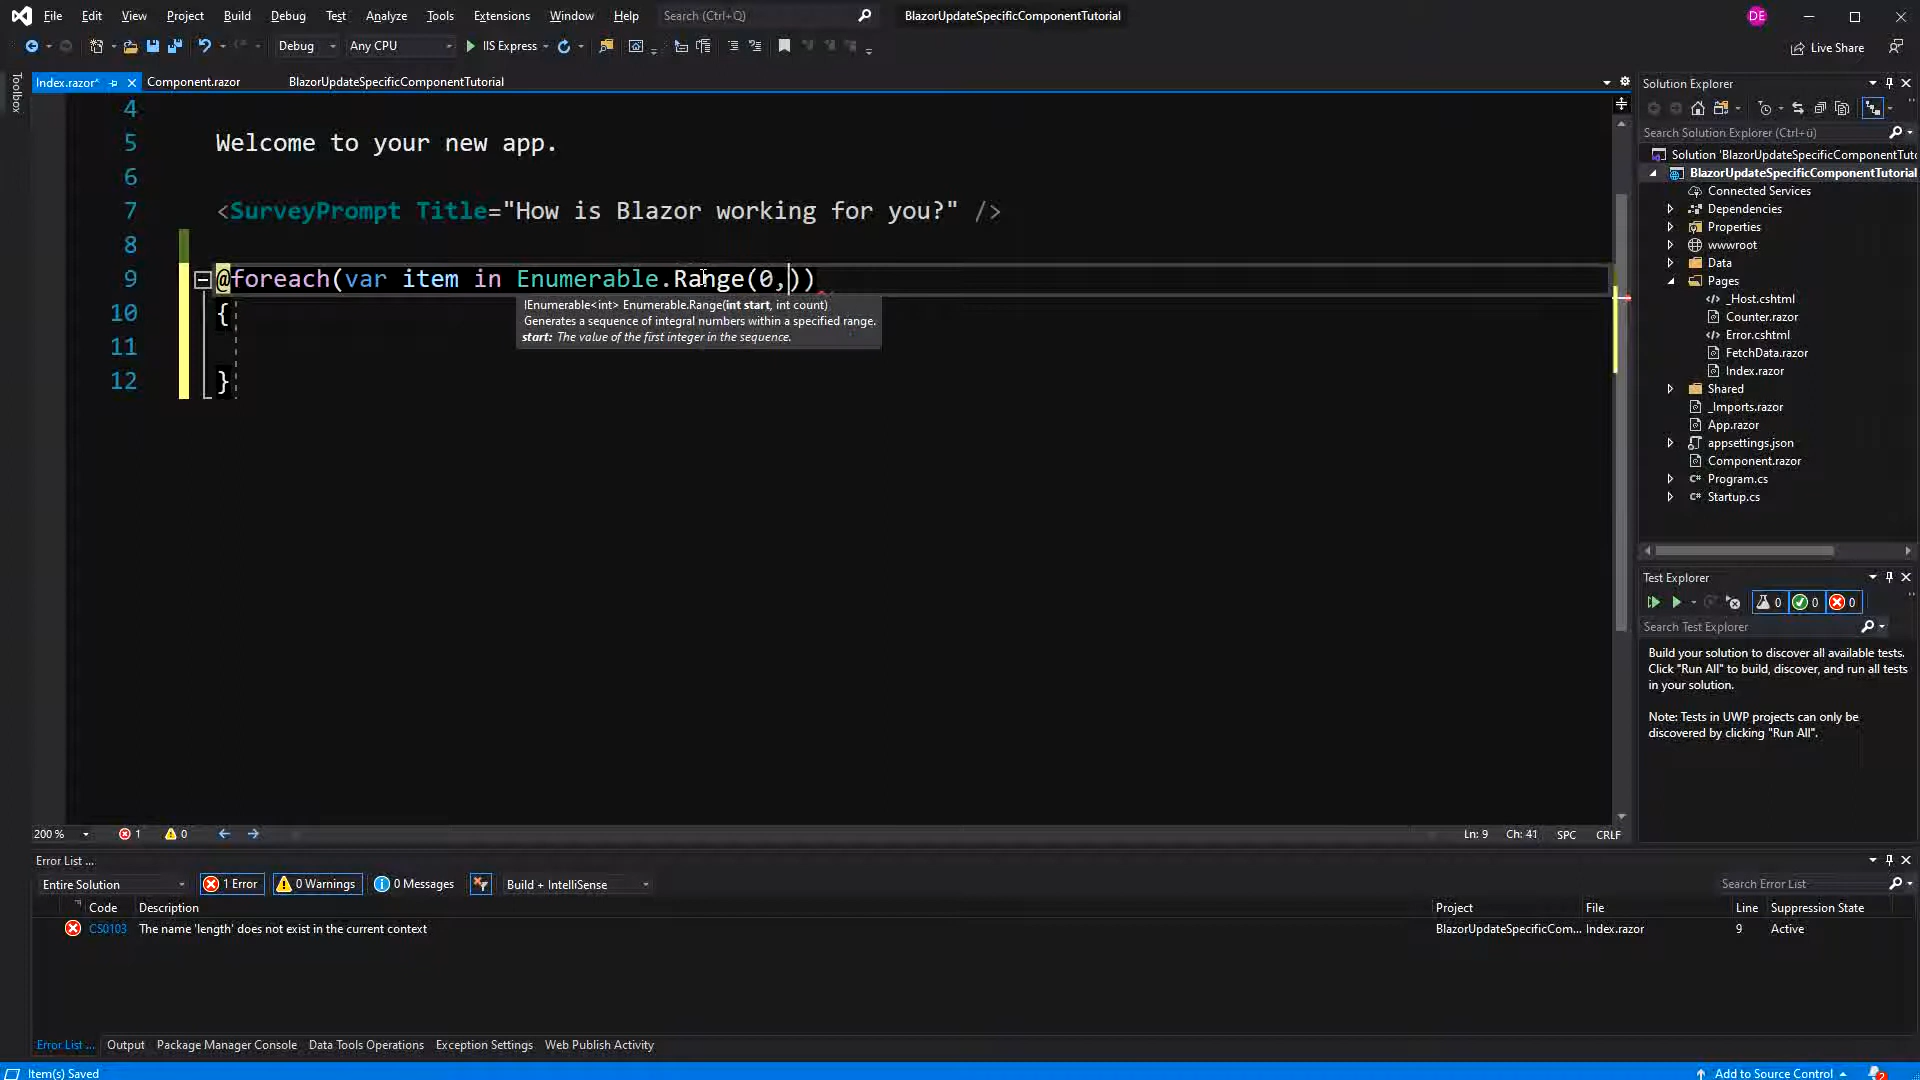 File Edit View Project Build Debug Test Analyze Tools Extensions Window Help Search (Ctrl+Q) BlazorUpdateSpecificComponentTutorial DE
Debug Any CPU IIS Express Live Share
Toolbox
Index.razor* Component.razor BlazorUpdateSpecificComponentTutorial
4
5 Welcome to your new app.
6
7 <SurveyPrompt Title="How is Blazor working for you?" />
8
9 @foreach(var item in Enumerable.Range(0,))
10 {
11
12 }
IEnumerable<int> Enumerable.Range(int start, int count)
Generates a sequence of integral numbers within a specified range.
start: The value of the first integer in the sequence.
200 % 1 0 Ln: 9 Ch: 41 SPC CRLF
Solution Explorer
Search Solution Explorer (Ctrl+ü)
Solution 'BlazorUpdateSpecificComponentTuto
BlazorUpdateSpecificComponentTutorial
Connected Services
Dependencies
Properties
wwwroot
Data
Pages
_Host.cshtml
Counter.razor
Error.cshtml
FetchData.razor
Index.razor
Shared
_Imports.razor
App.razor
appsettings.json
Component.razor
Program.cs
Startup.cs
Test Explorer
0 0 0
Search Test Explorer
Build your solution to discover all available tests.
Click "Run All" to build, discover, and run all tests
in your solution.
Note: Tests in UWP projects can only be
discovered by clicking "Run All".
Error List ...
Entire Solution 1 Error 0 Warnings 0 Messages Build + IntelliSense Search Error List
Code Description Project File Line Suppression State
CS0103 The name 'length' does not exist in the current context BlazorUpdateSpecificCom... Index.razor 9 Active
Error List ... Output Package Manager Console Data Tools Operations Exception Settings Web Publish Activity
Item(s) Saved Add to Source Control 2